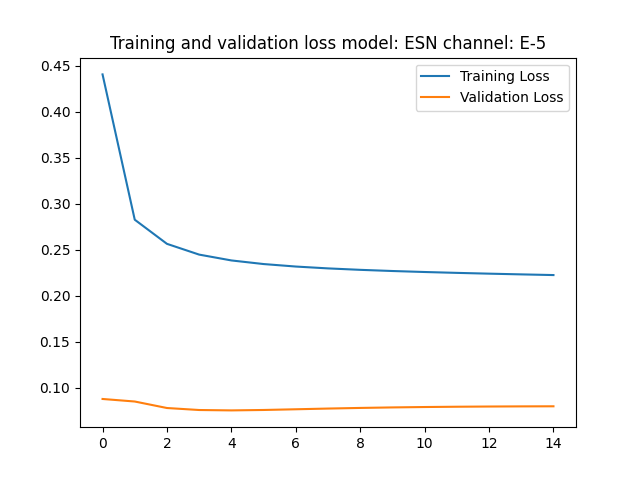 Training and validation loss model: ESN channel: E-5
Training Loss
Validation Loss
0.45
0.40
0.35
0.30
0.25
0.20
0.15
0.10
0 2 4 6 8 10 12 14